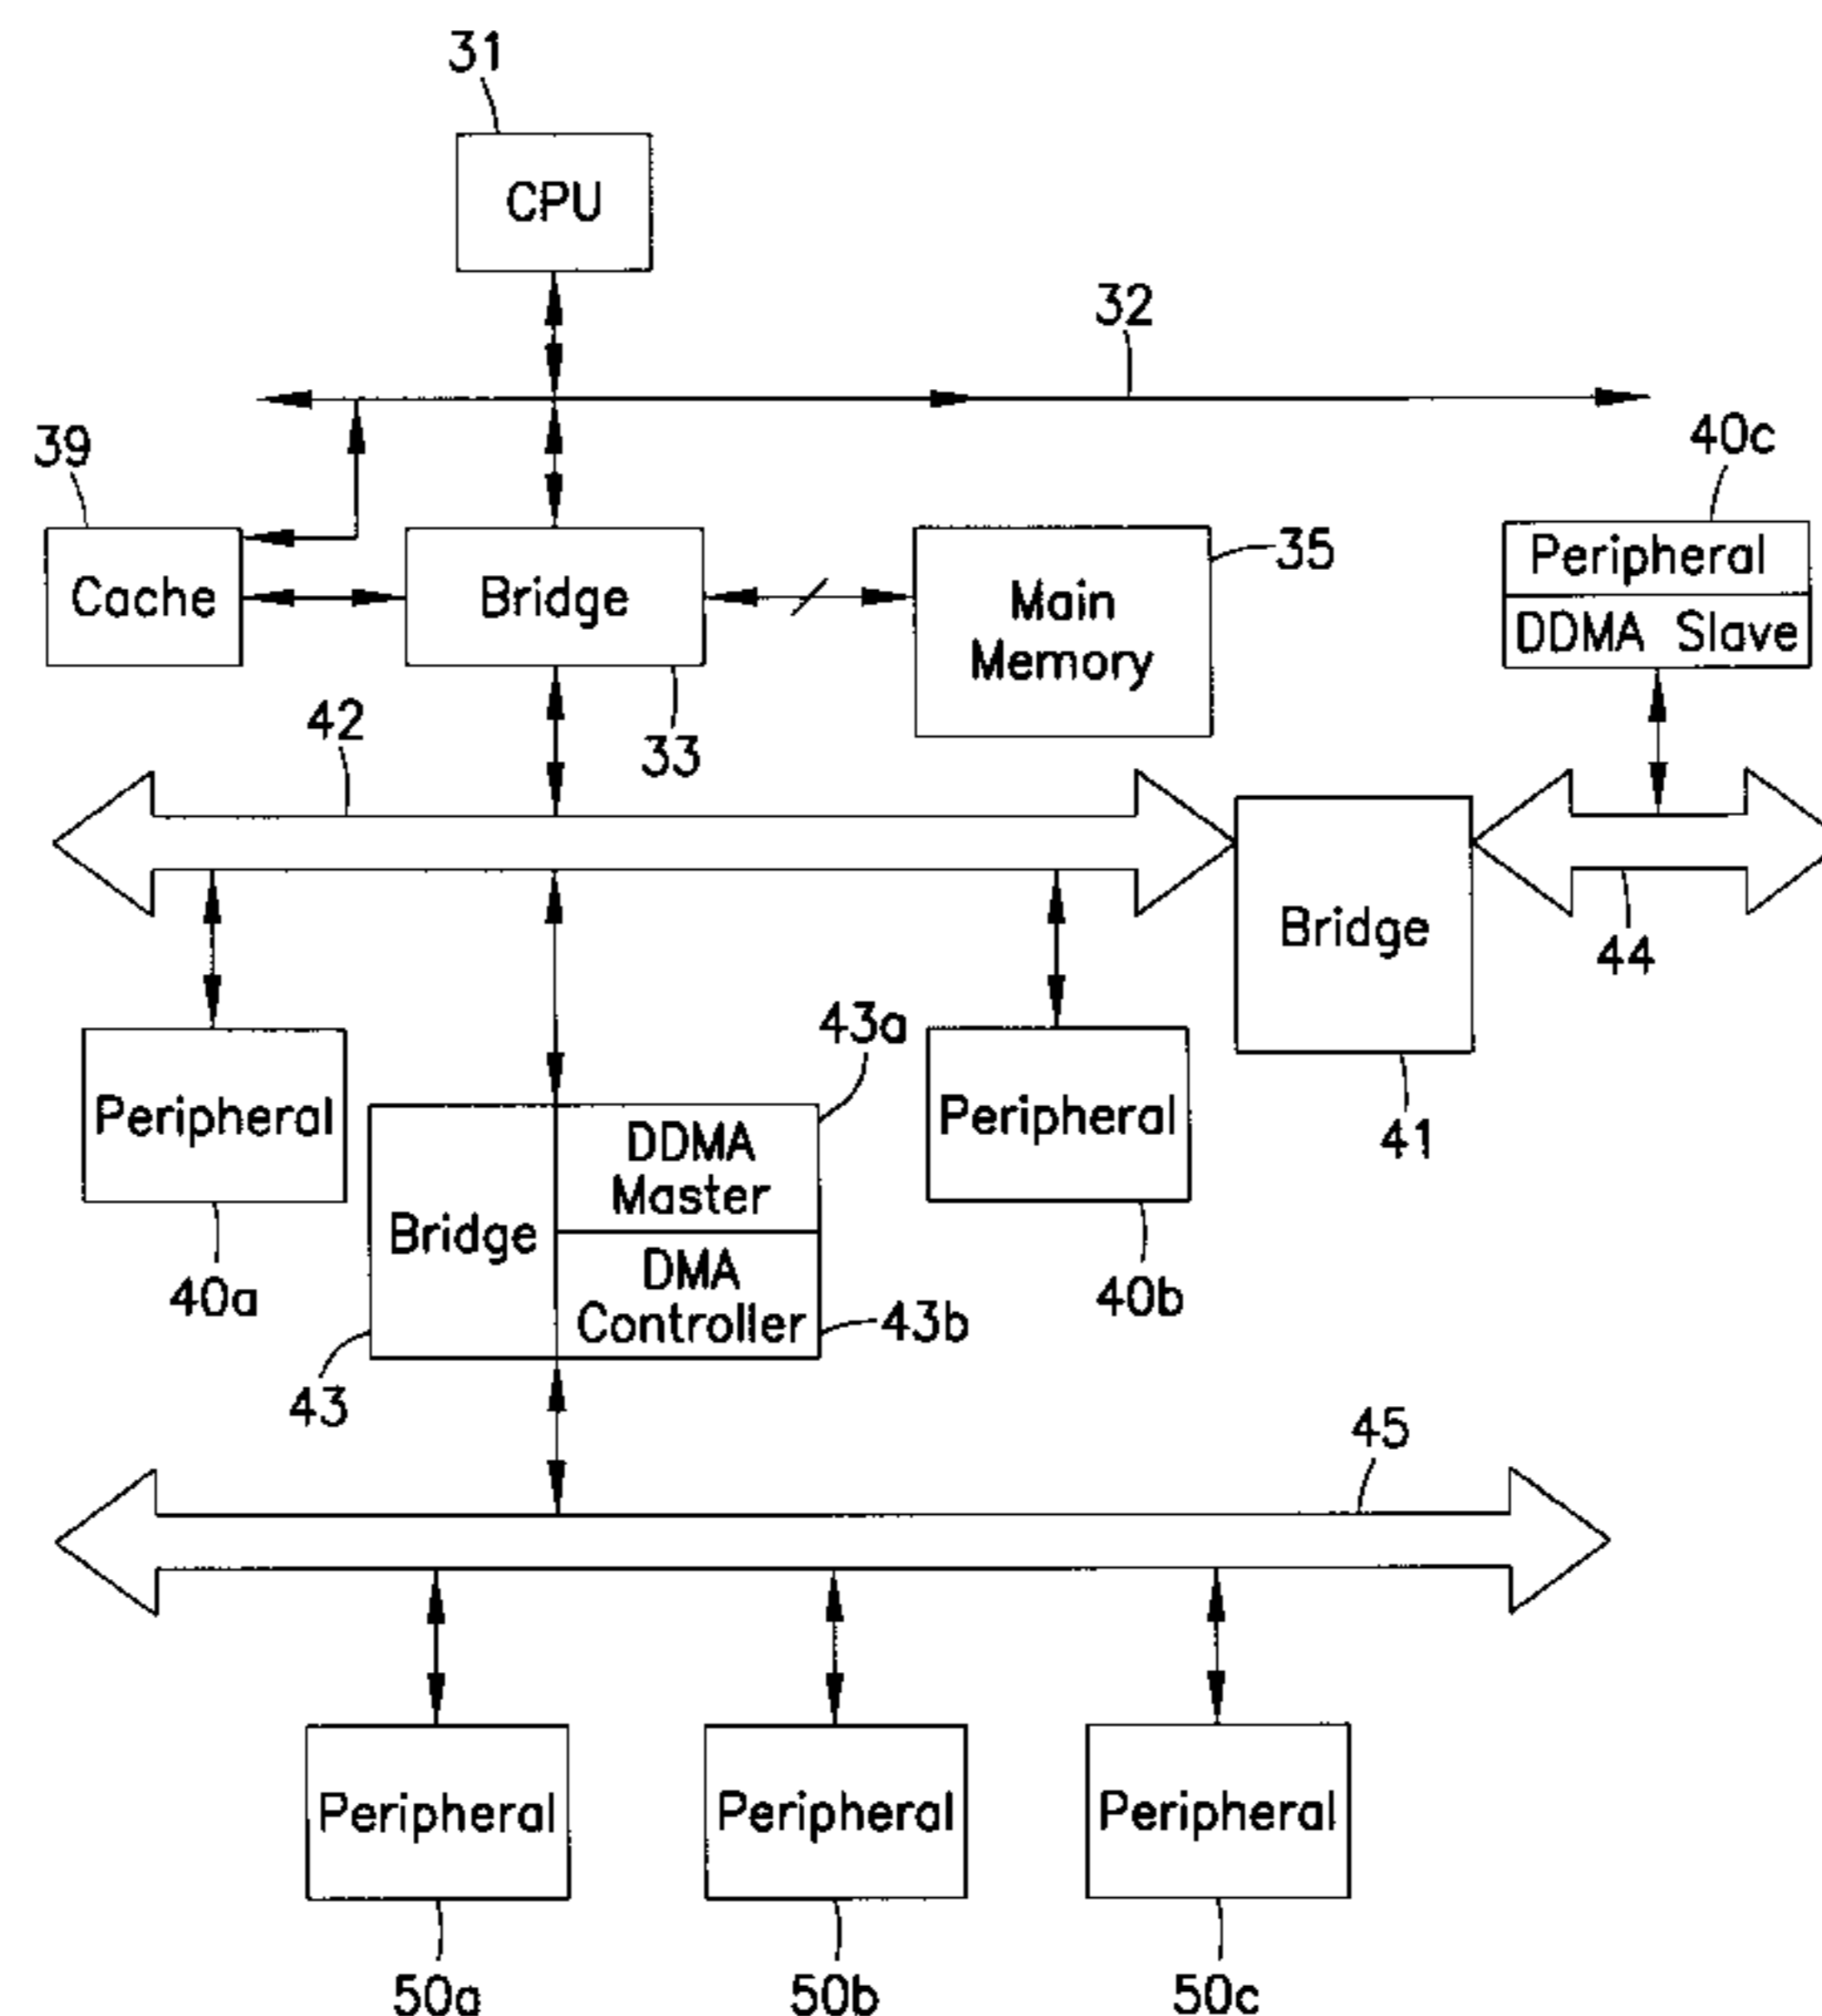 31
CPU
32
39
40c
Cache
Bridge
Main
Memory
35
Peripheral
DDMA Slave
42
33
Bridge
44
41
43a
Peripheral
DDMA
Master
Bridge
DMA
Controller
Peripheral
40a
43b
40b
43
45
Peripheral
Peripheral
Peripheral
50a
50b
50c